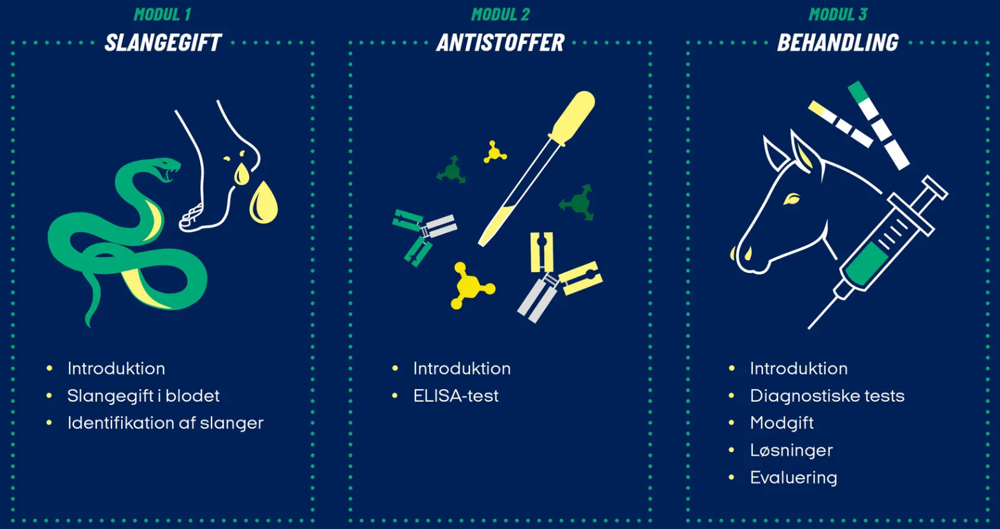 MODUL 1
SLANGEGIFT
• Introduktion
• Slangegift i blodet
• Identifikation af slanger
MODUL 2
ANTISTOFFER
• Introduktion
• ELISA-test
MODUL 3
BEHANDLING
• Introduktion
• Diagnostiske tests
• Modgift
• Løsninger
• Evaluering